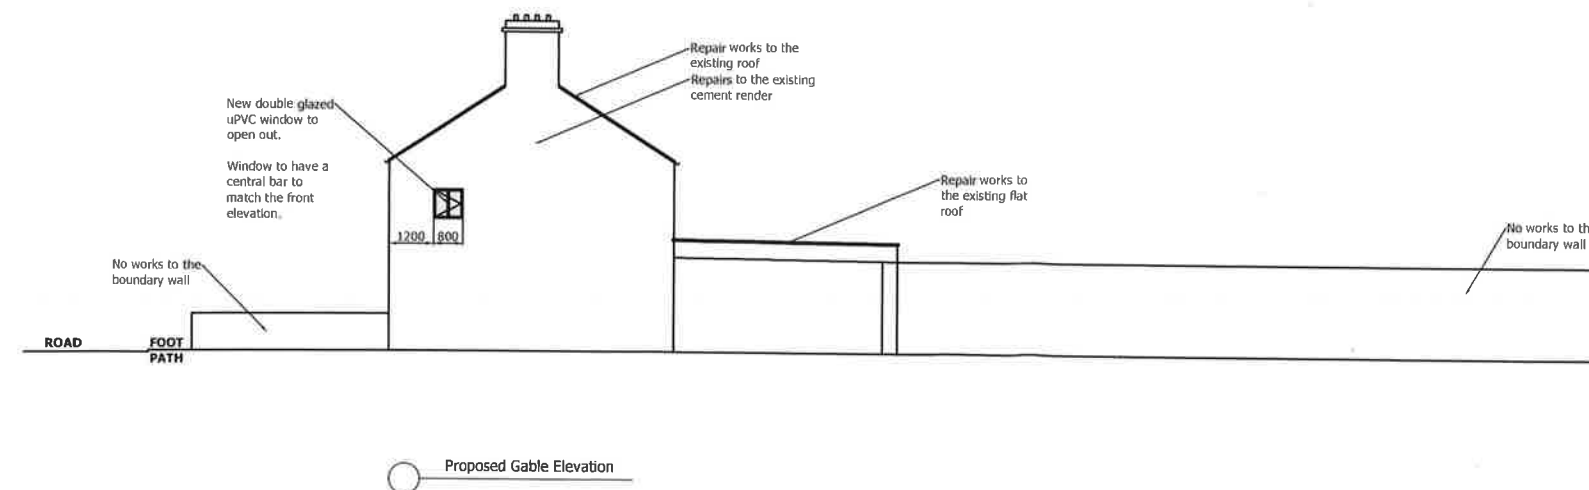 Repair works to the
existing roof
Repairs to the existing
cement render
New double glazed
uPVC window to
open out.
Window to have a
central bar to
match the front
elevation.
Repair works to
the existing flat
roof
1200 800
No works to th
boundary wall
No works to the
boundary wall
ROAD
FOOT
PATH
Proposed Gable Elevation